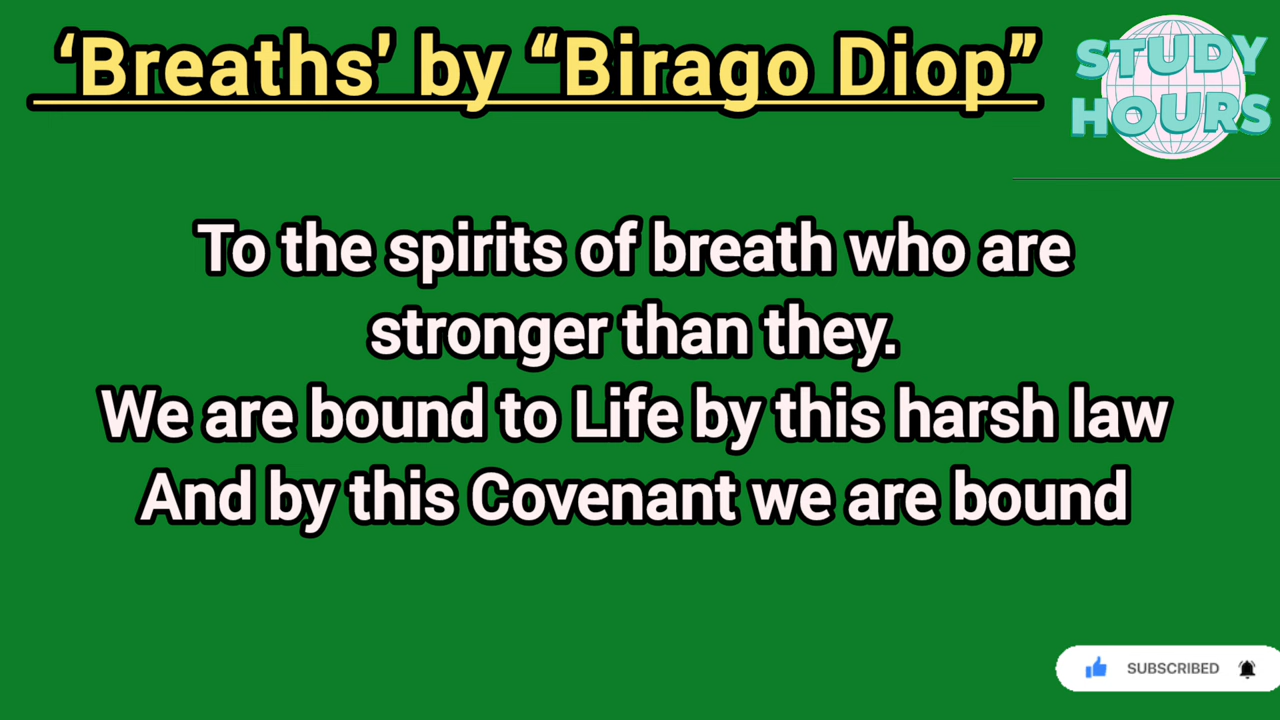 ‘Breaths’ by “Birago Diop”
STUDY
HOURS
To the spirits of breath who are
stronger than they.
We are bound to Life by this harsh law
And by this Covenant we are bound
SUBSCRIBED